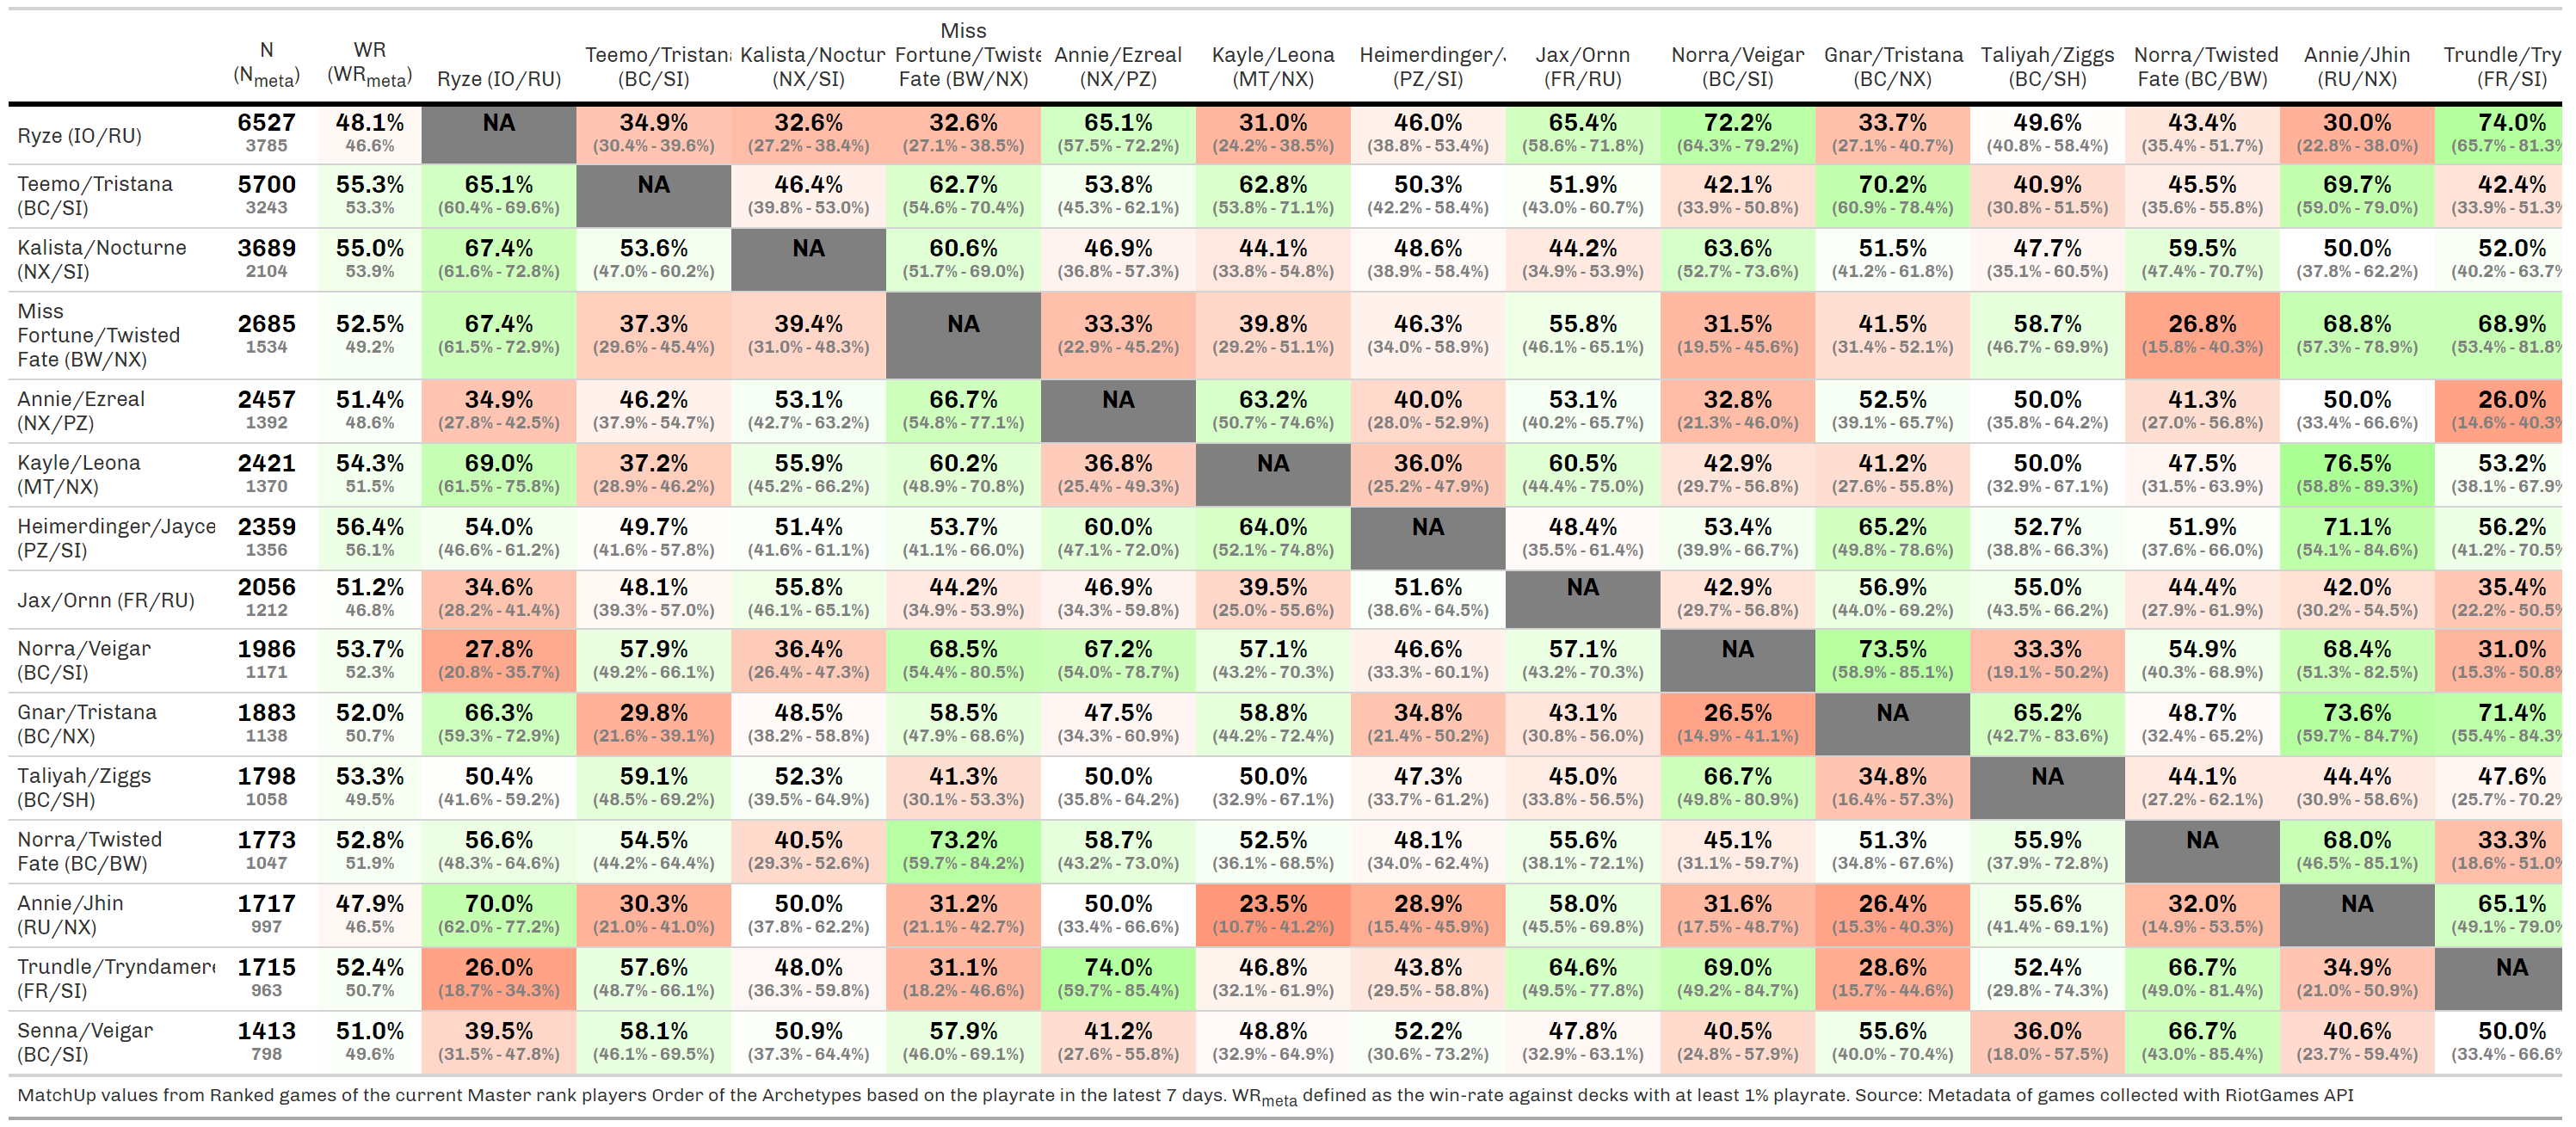 N (N meta) WR (WR meta) Ryze (IO/RU) Teemo/Tristana (BC/SI) Kalista/Noctur (NX/SI) Miss Fortune/Twiste Fate (BW/NX) Annie/Ezreal (NX/PZ) Kayle/Leona (MT/NX) Heimerdinger/J (PZ/SI) Jax/Ornn (FR/RU) Norra/Veigar (BC/SI) Gnar/Tristana (BC/NX) Taliyah/Ziggs (BC/SH) Norra/Twisted Fate (BC/BW) Annie/Jhin (RU/NX) Trundle/Try (FR/SI)
Ryze (IO/RU) 6527 48.1% NA 34.9% 32.6% 32.6% 65.1% 31.0% 46.0% 65.4% 72.2% 33.7% 49.6% 43.4% 30.0% 74.0%
3785 46.6% (30.4% - 39.6%) (27.2% - 38.4%) (27.1% - 38.5%) (57.5% - 72.2%) (24.2% - 38.5%) (38.8% - 53.4%) (58.6% - 71.8%) (64.3% - 79.2%) (27.1% - 40.7%) (40.8% - 58.4%) (35.4% - 51.7%) (22.8% - 38.0%) (65.7% - 81.3%
Teemo/Tristana 5700 55.3% 65.1% NA 46.4% 62.7% 53.8% 62.8% 50.3% 51.9% 42.1% 70.2% 40.9% 45.5% 69.7% 42.4%
(BC/SI) 3243 53.3% (60.4% - 69.6%) (39.8% - 53.0%) (54.6% - 70.4%) (45.3% - 62.1%) (53.8% - 71.1%) (42.2% - 58.4%) (43.0% - 60.7%) (33.9% - 50.8%) (60.9% - 78.4%) (30.8% - 51.5%) (35.6% - 55.8%) (59.0% - 79.0%) (33.9% - 51.3%
Kalista/Nocturne 3689 55.0% 67.4% 53.6% NA 60.6% 46.9% 44.1% 48.6% 44.2% 63.6% 51.5% 47.7% 59.5% 50.0% 52.0%
(NX/SI) 2104 53.9% (61.6% - 72.8%) (47.0% - 60.2%) (51.7% - 69.0%) (36.8% - 57.3%) (33.8% - 54.8%) (38.9% - 58.4%) (34.9% - 53.9%) (52.7% - 73.6%) (41.2% - 61.8%) (35.1% - 60.5%) (47.4% - 70.7%) (37.8% - 62.2%) (40.2% - 63.7%
Miss
Fortune/Twisted 2685 52.5% 67.4% 37.3% 39.4% NA 33.3% 39.8% 46.3% 55.8% 31.5% 41.5% 58.7% 26.8% 68.8% 68.9%
Fate (BW/NX) 1534 49.2% (61.5% - 72.9%) (29.6% - 45.4%) (31.0% - 48.3%) (22.9% - 45.2%) (29.2% - 51.1%) (34.0% - 58.9%) (46.1% - 65.1%) (19.5% - 45.6%) (31.4% - 52.1%) (46.7% - 69.9%) (15.8% - 40.3%) (57.3% - 78.9%) (53.4% - 81.8%
Annie/Ezreal 2457 51.4% 34.9% 46.2% 53.1% 66.7% NA 63.2% 40.0% 53.1% 32.8% 52.5% 50.0% 41.3% 50.0% 26.0%
(NX/PZ) 1392 48.6% (27.8% - 42.5%) (37.9% - 54.7%) (42.7% - 63.2%) (54.8% - 77.1%) (50.7% - 74.6%) (28.0% - 52.9%) (40.2% - 65.7%) (21.3% - 46.0%) (39.1% - 65.7%) (35.8% - 64.2%) (27.0% - 56.8%) (33.4% - 66.6%) (14.6% - 40.3%
Kayle/Leona 2421 54.3% 69.0% 37.2% 55.9% 60.2% 36.8% NA 36.0% 60.5% 42.9% 41.2% 50.0% 47.5% 76.5% 53.2%
(MT/NX) 1370 51.5% (61.5% - 75.8%) (28.9% - 46.2%) (45.2% - 66.2%) (48.9% - 70.8%) (25.4% - 49.3%) (25.2% - 47.9%) (44.4% - 75.0%) (29.7% - 56.8%) (27.6% - 55.8%) (32.9% - 67.1%) (31.5% - 63.9%) (58.8% - 89.3%) (38.1% - 67.9%
Heimerdinger/Jayce 2359 56.4% 54.0% 49.7% 51.4% 53.7% 60.0% 64.0% NA 48.4% 53.4% 65.2% 52.7% 51.9% 71.1% 56.2%
(PZ/SI) 1356 56.1% (46.6% - 61.2%) (41.6% - 57.8%) (41.6% - 61.1%) (41.1% - 66.0%) (47.1% - 72.0%) (52.1% - 74.8%) (35.5% - 61.4%) (39.9% - 66.7%) (49.8% - 78.6%) (38.8% - 66.3%) (37.6% - 66.0%) (54.1% - 84.6%) (41.2% - 70.5%
Jax/Ornn (FR/RU) 2056 51.2% 34.6% 48.1% 55.8% 44.2% 46.9% 39.5% 51.6% NA 42.9% 56.9% 55.0% 44.4% 42.0% 35.4%
1212 46.8% (28.2% - 41.4%) (39.3% - 57.0%) (46.1% - 65.1%) (34.9% - 53.9%) (34.3% - 59.8%) (25.0% - 55.6%) (38.6% - 64.5%) (29.7% - 56.8%) (44.0% - 69.2%) (43.5% - 66.2%) (27.9% - 61.9%) (30.2% - 54.5%) (22.2% - 50.5%
Norra/Veigar 1986 53.7% 27.8% 57.9% 36.4% 68.5% 67.2% 57.1% 46.6% 57.1% NA 73.5% 33.3% 54.9% 68.4% 31.0%
(BC/SI) 1171 52.3% (20.8% - 35.7%) (49.2% - 66.1%) (26.4% - 47.3%) (54.4% - 80.5%) (54.0% - 78.7%) (43.2% - 70.3%) (33.3% - 60.1%) (43.2% - 70.3%) (58.9% - 85.1%) (19.1% - 50.2%) (40.3% - 68.9%) (51.3% - 82.5%) (15.3% - 50.8%
Gnar/Tristana 1883 52.0% 66.3% 29.8% 48.5% 58.5% 47.5% 58.8% 34.8% 43.1% 26.5% NA 65.2% 48.7% 73.6% 71.4%
(BC/NX) 1138 50.7% (59.3% - 72.9%) (21.6% - 39.1%) (38.2% - 58.8%) (47.9% - 68.6%) (34.3% - 60.9%) (44.2% - 72.4%) (21.4% - 50.2%) (30.8% - 56.0%) (14.9% - 41.1%) (42.7% - 83.6%) (32.4% - 65.2%) (59.7% - 84.7%) (55.4% - 84.3%
Taliyah/Ziggs 1798 53.3% 50.4% 59.1% 52.3% 41.3% 50.0% 50.0% 47.3% 45.0% 66.7% 34.8% NA 44.1% 44.4% 47.6%
(BC/SH) 1058 49.5% (41.6% - 59.2%) (48.5% - 69.2%) (39.5% - 64.9%) (30.1% - 53.3%) (35.8% - 64.2%) (32.9% - 67.1%) (33.7% - 61.2%) (33.8% - 56.5%) (49.8% - 80.9%) (16.4% - 57.3%) (27.2% - 62.1%) (30.9% - 58.6%) (25.7% - 70.2%
Norra/Twisted 1773 52.8% 56.6% 54.5% 40.5% 73.2% 58.7% 52.5% 48.1% 55.6% 45.1% 51.3% 55.9% NA 68.0% 33.3%
Fate (BC/BW) 1047 51.9% (48.3% - 64.6%) (44.2% - 64.4%) (29.3% - 52.6%) (59.7% - 84.2%) (43.2% - 73.0%) (36.1% - 68.5%) (34.0% - 62.4%) (38.1% - 72.1%) (31.1% - 59.7%) (34.8% - 67.6%) (37.9% - 72.8%) (46.5% - 85.1%) (18.6% - 51.0%
Annie/Jhin 1717 47.9% 70.0% 30.3% 50.0% 31.2% 50.0% 23.5% 28.9% 58.0% 31.6% 26.4% 55.6% 32.0% NA 65.1%
(RU/NX) 997 46.5% (62.0% - 77.2%) (21.0% - 41.0%) (37.8% - 62.2%) (21.1% - 42.7%) (33.4% - 66.6%) (10.7% - 41.2%) (15.4% - 45.9%) (45.5% - 69.8%) (17.5% - 48.7%) (15.3% - 40.3%) (41.4% - 69.1%) (14.9% - 53.5%) (49.1% - 79.0%
Trundle/Tryndamere 1715 52.4% 26.0% 57.6% 48.0% 31.1% 74.0% 46.8% 43.8% 64.6% 69.0% 28.6% 52.4% 66.7% 34.9% NA
(FR/SI) 963 50.7% (18.7% - 34.3%) (48.7% - 66.1%) (36.3% - 59.8%) (18.2% - 46.6%) (59.7% - 85.4%) (32.1% - 61.9%) (29.5% - 58.8%) (49.5% - 77.8%) (49.2% - 84.7%) (15.7% - 44.6%) (29.8% - 74.3%) (49.0% - 81.4%) (21.0% - 50.9%)
Senna/Veigar 1413 51.0% 39.5% 58.1% 50.9% 57.9% 41.2% 48.8% 52.2% 47.8% 40.5% 55.6% 36.0% 66.7% 40.6% 50.0%
(BC/SI) 798 49.6% (31.5% - 47.8%) (46.1% - 69.5%) (37.3% - 64.4%) (46.0% - 69.1%) (27.6% - 55.8%) (32.9% - 64.9%) (30.6% - 73.2%) (32.9% - 63.1%) (24.8% - 57.9%) (40.0% - 70.4%) (18.0% - 57.5%) (43.0% - 85.4%) (23.7% - 59.4%) (33.4% - 66.6%
MatchUp values from Ranked games of the current Master rank players Order of the Archetypes based on the playrate in the latest 7 days. WR meta defined as the win-rate against decks with at least 1% playrate. Source: Metadata of games collected with RiotGames API